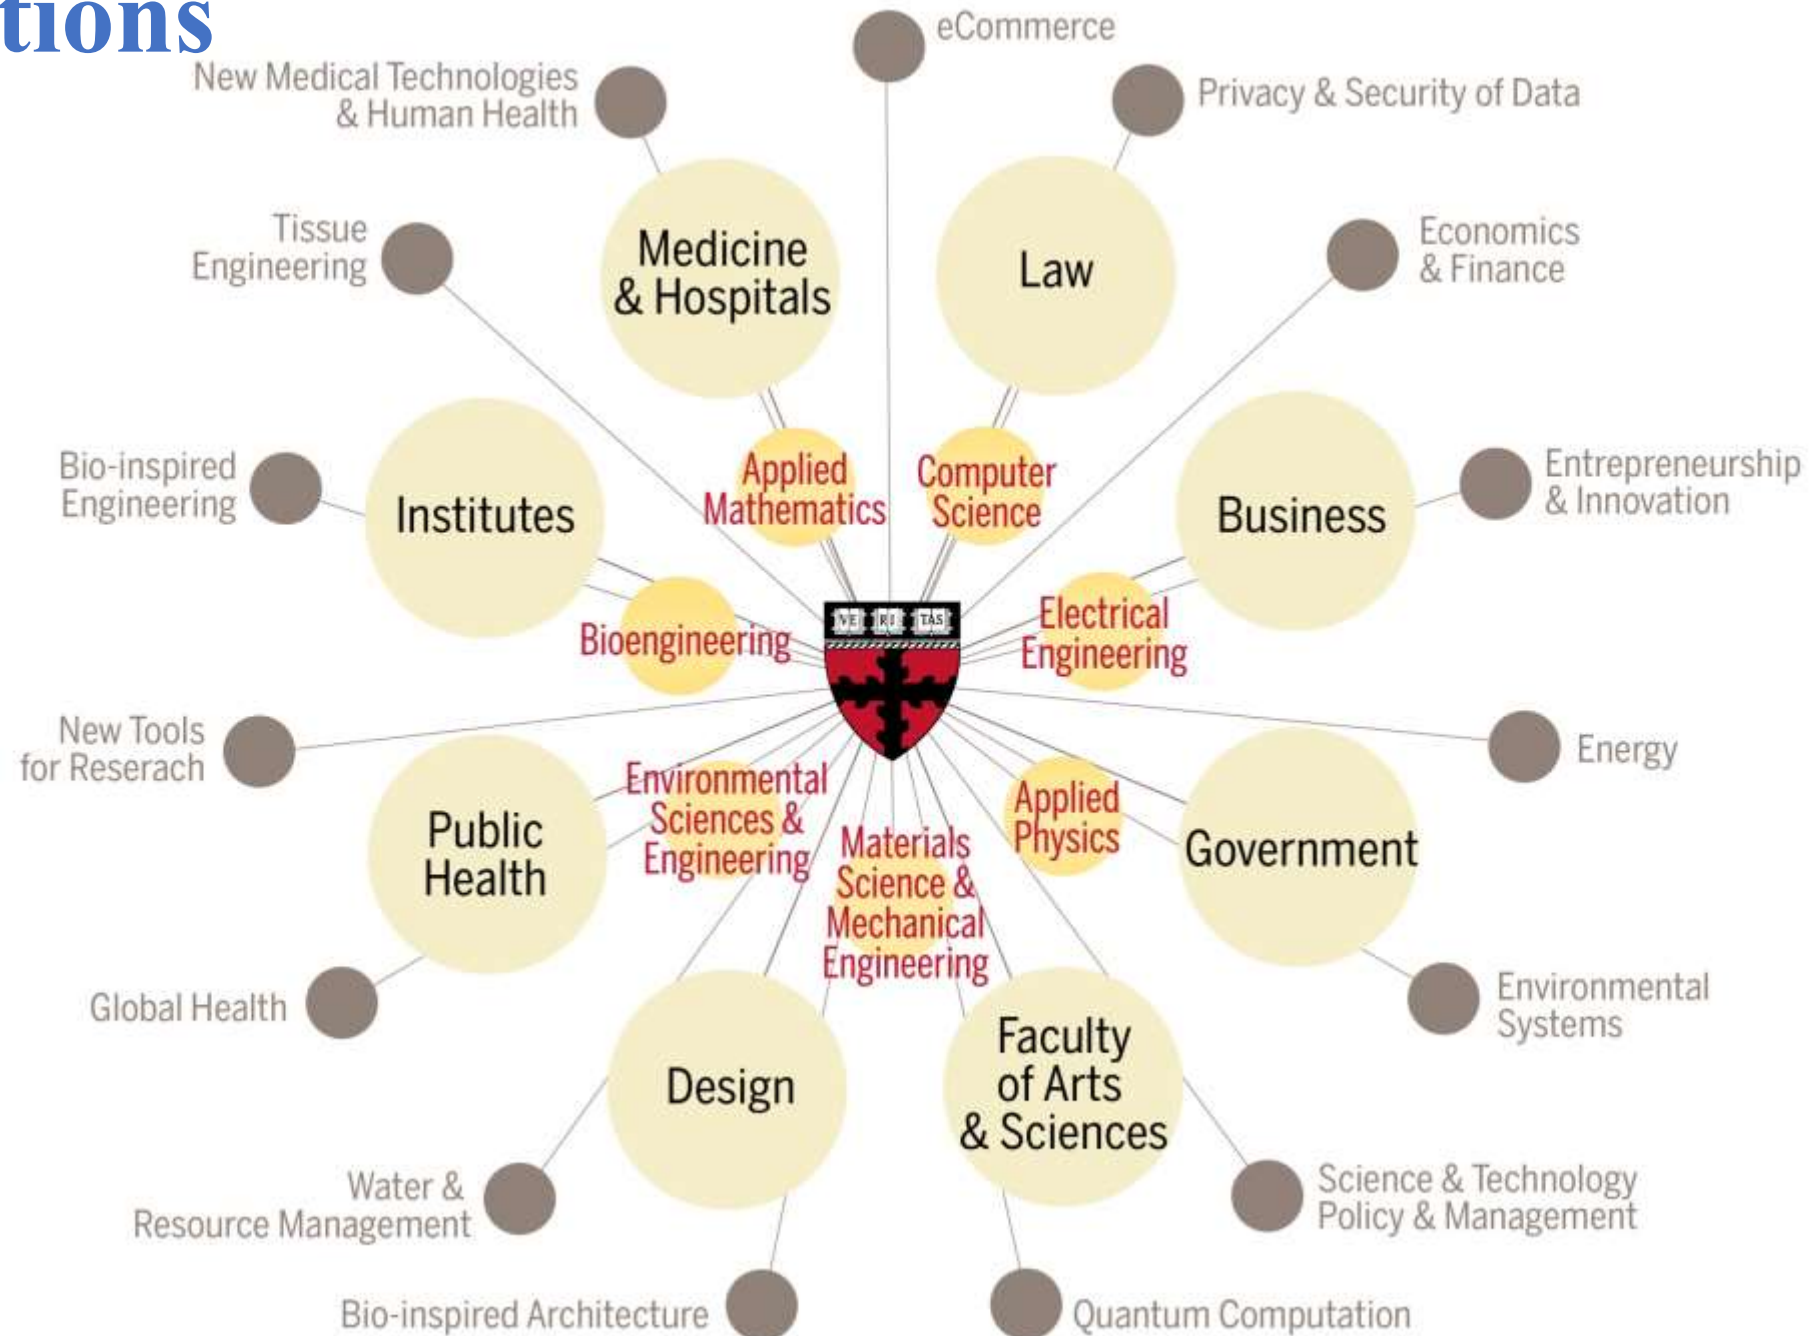 tions
eCommerce
New Medical Technologies
& Human Health
Privacy & Security of Data
Tissue
Engineering
Medicine
& Hospitals
Law
Economics
& Finance
Bio-inspired
Engineering
Institutes
Applied
Mathematics
Computer
Science
Business
Entrepreneurship
& Innovation
Bioengineering
VE RI TAS
Electrical
Engineering
New Tools
for Reserach
Energy
Public
Health
Environmental
Sciences &
Engineering
Materials
Science &
Mechanical
Engineering
Applied
Physics
Government
Global Health
Environmental
Systems
Design
Faculty
of Arts
& Sciences
Water &
Resource Management
Science & Technology
Policy & Management
Bio-inspired Architecture
Quantum Computation